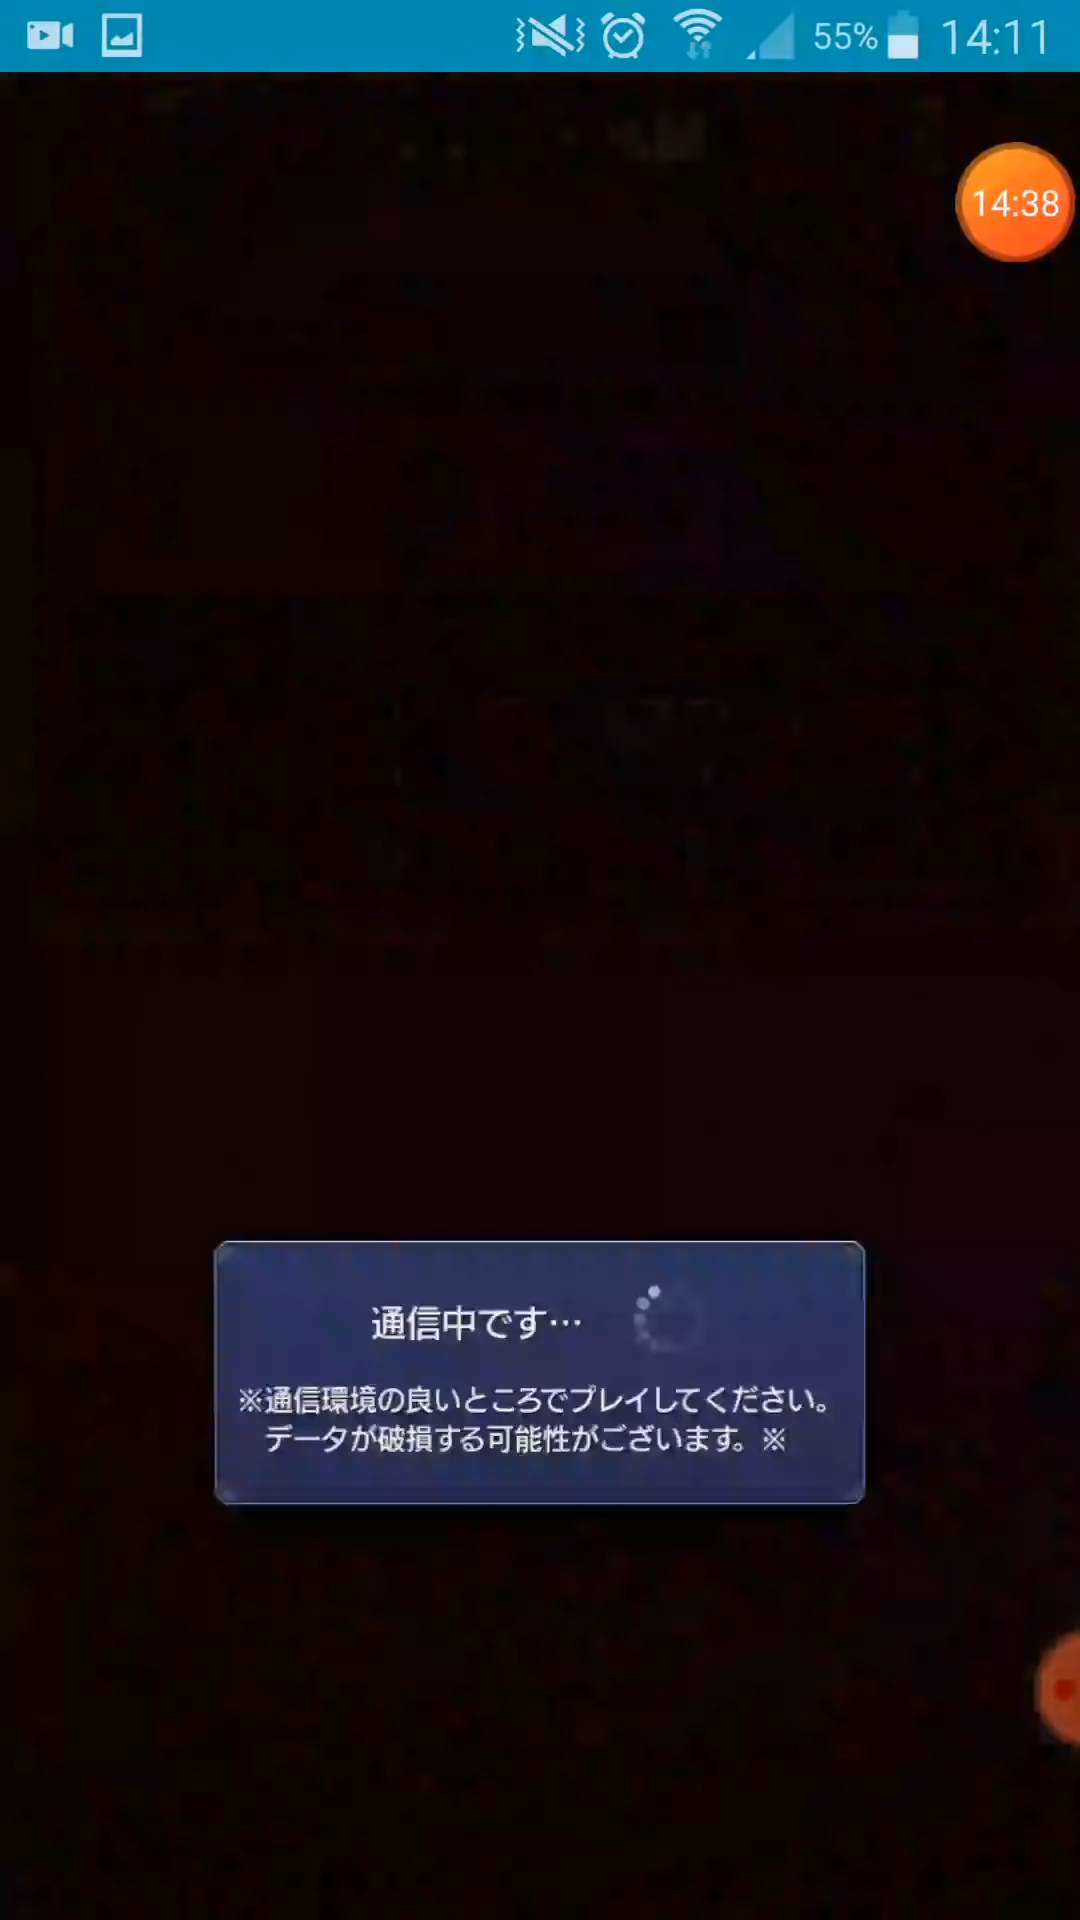 55% 14:11
14:38
通信中です…
※通信環境の良いところでプレイしてください。
データが破損する可能性がございます。※